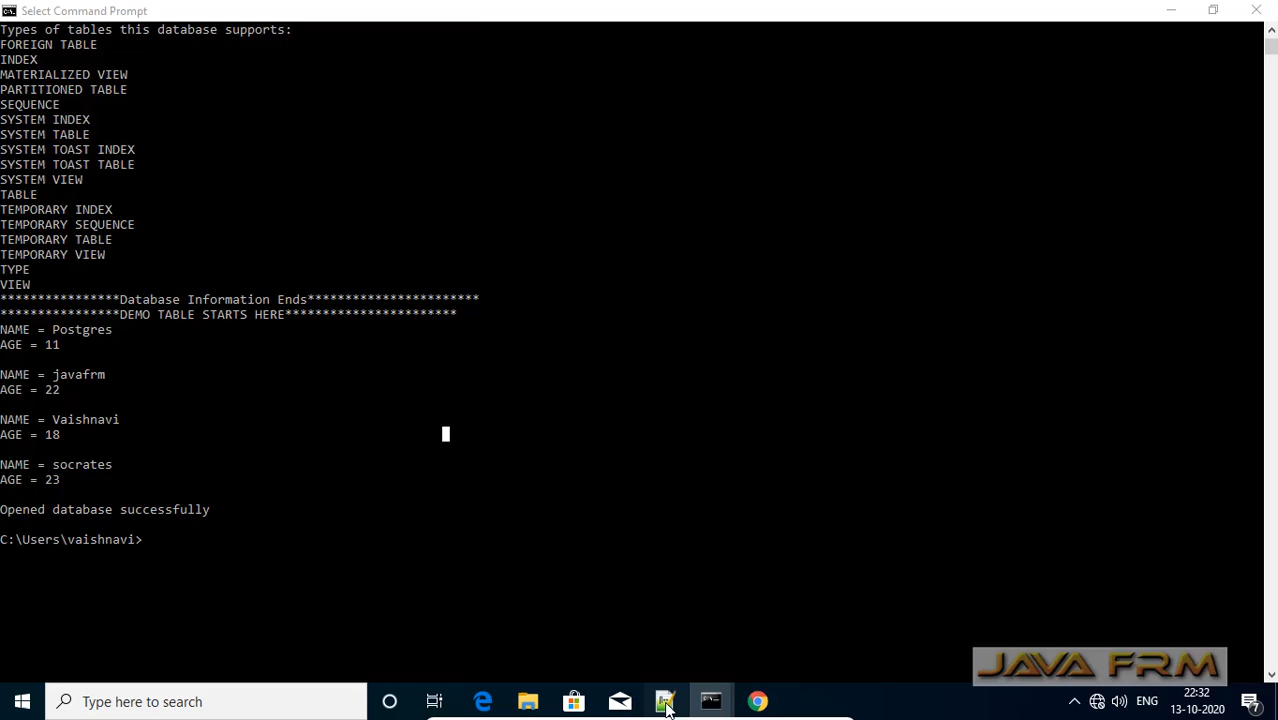 Select Command Prompt
Types of tables this database supports:
FOREIGN TABLE
INDEX
MATERIALIZED VIEW
PARTITIONED TABLE
SEQUENCE
SYSTEM INDEX
SYSTEM TABLE
SYSTEM TOAST INDEX
SYSTEM TOAST TABLE
SYSTEM VIEW
TABLE
TEMPORARY INDEX
TEMPORARY SEQUENCE
TEMPORARY TABLE
TEMPORARY VIEW
TYPE
VIEW
****************Database Information Ends***********************
****************DEMO TABLE STARTS HERE***********************
NAME = Postgres
AGE = 11
NAME = javafrm
AGE = 22
NAME = Vaishnavi
AGE = 18
NAME = socrates
AGE = 23
Opened database successfully
C:\Users\vaishnavi>
JAVA FRM
Type here to search
ENG
22:32
13-10-2020
7